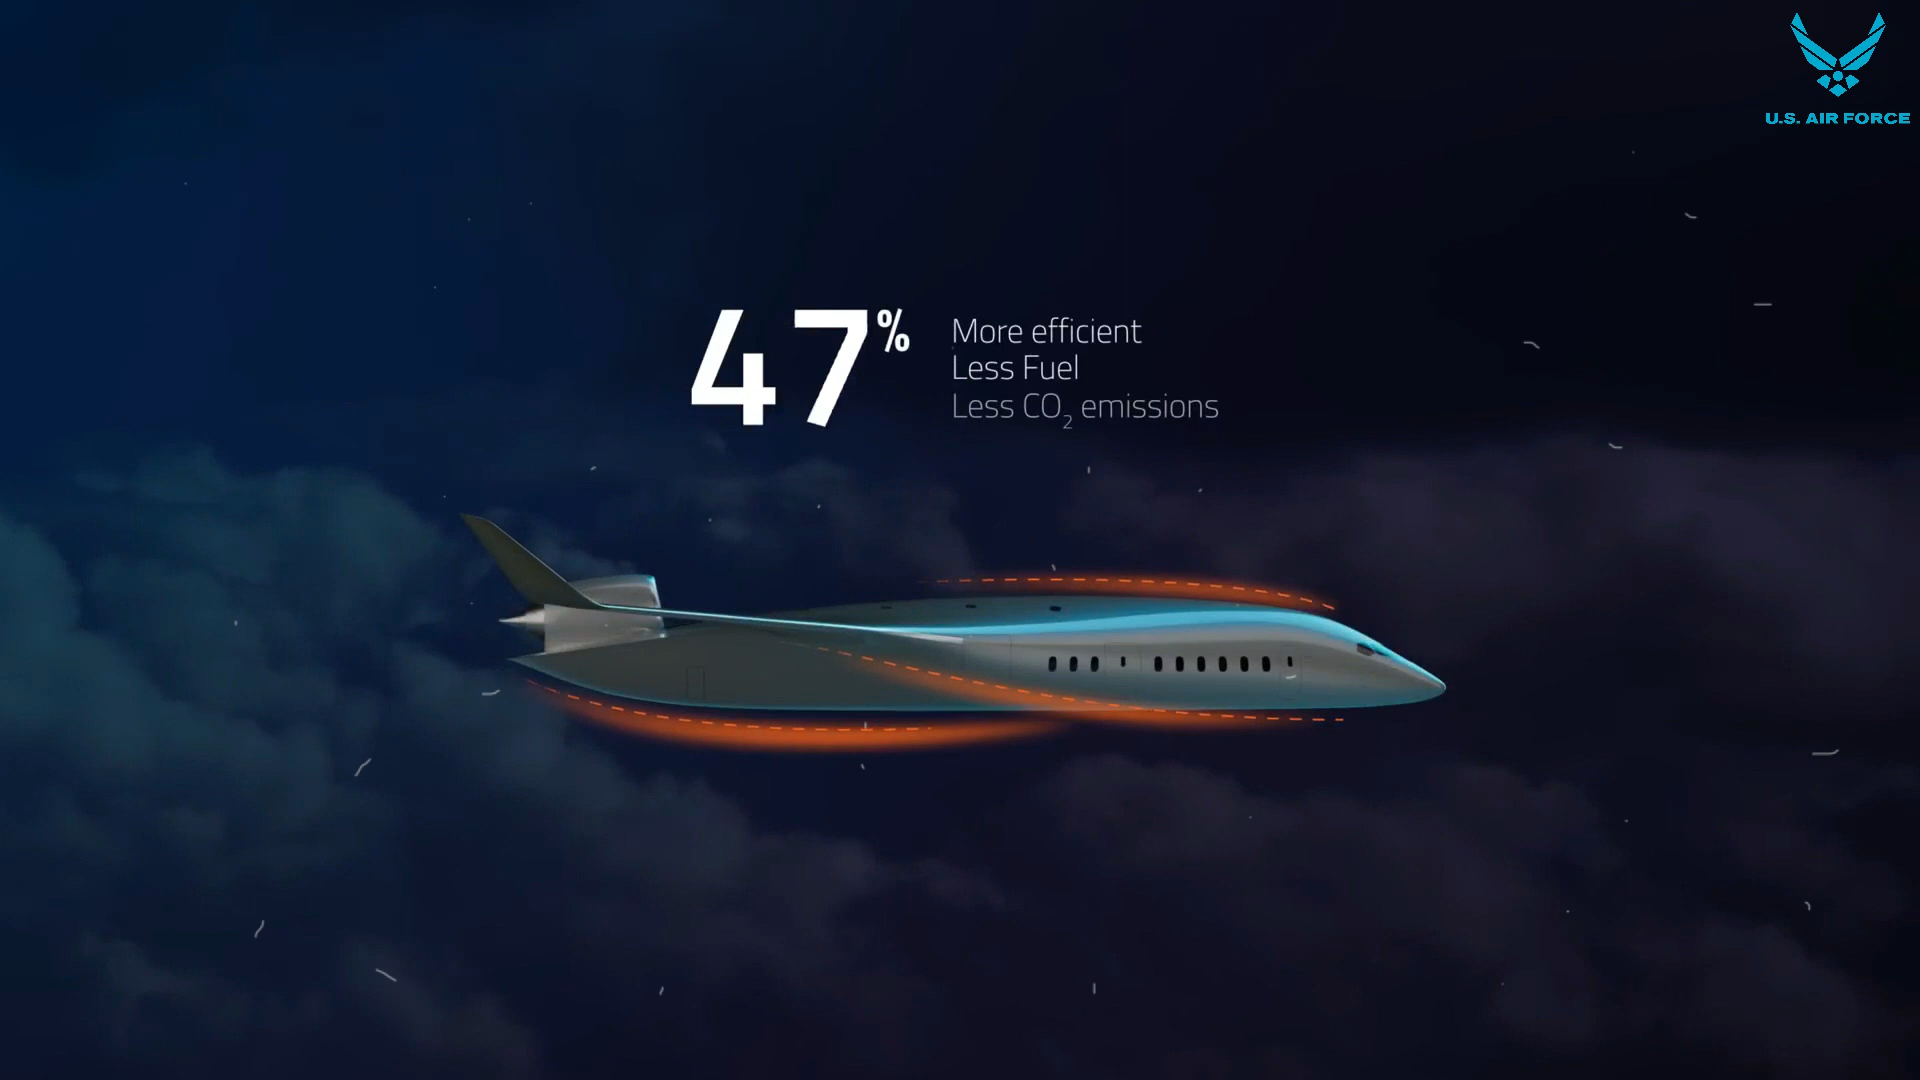 U.S. AIR FORCE
47%
More efficient
Less Fuel
Less CO₂ emissions